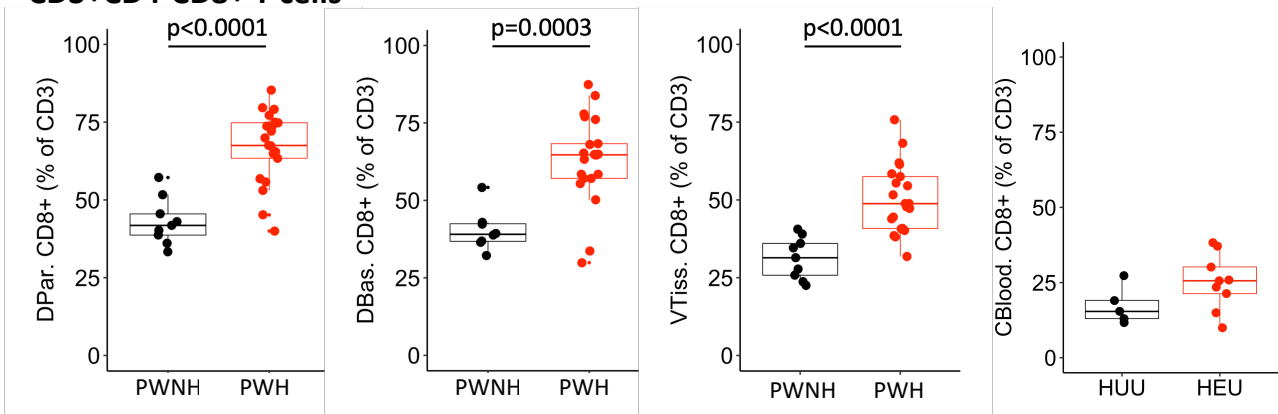 T cells
p<0.0001
DPar. CD8+ (% of CD3)
100
75
50
25
0
PWNH PWH
p=0.0003
DBas. CD8+ (% of CD3)
100
75
50
25
0
PWNH PWH
p<0.0001
VTiss. CD8+ (% of CD3)
100
75
50
25
0
PWNH PWH
CBlood. CD8+ (% of CD3)
100
75
50
25
0
HUU HEU